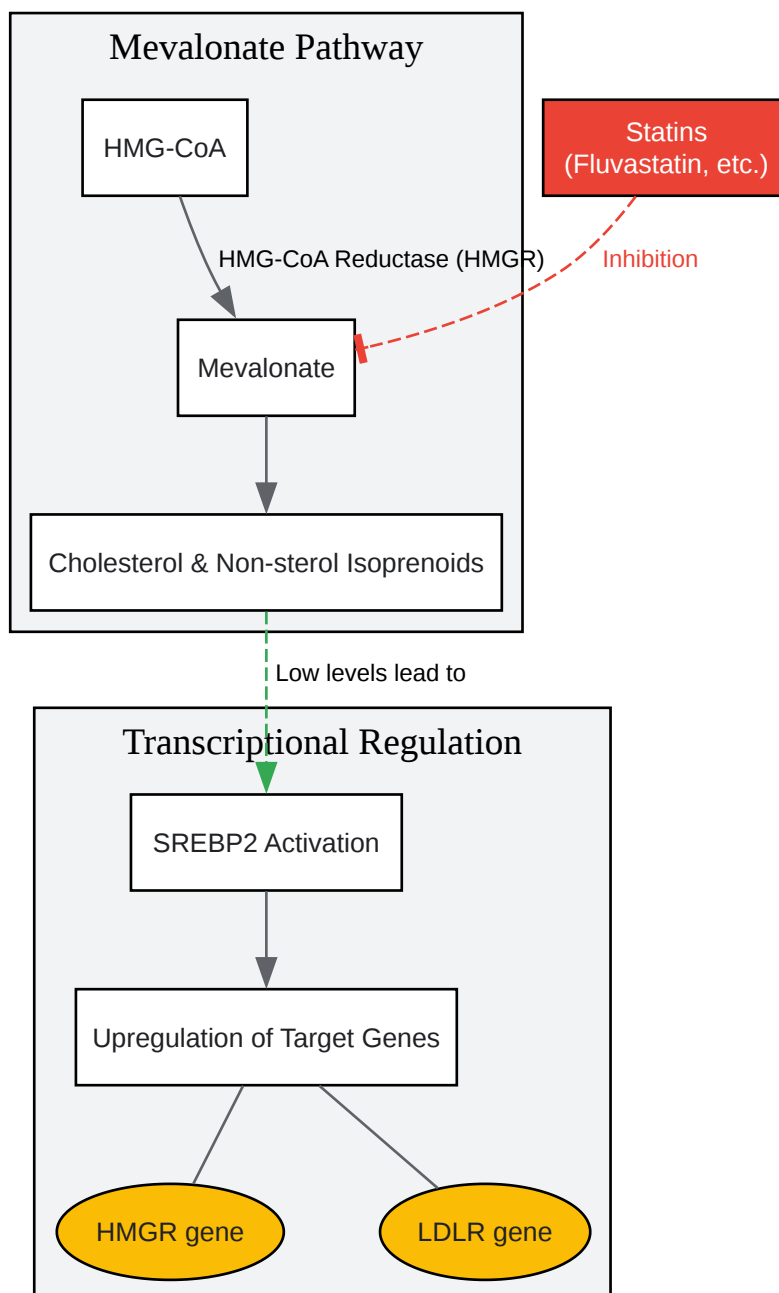 Mevalonate Pathway
HMG-CoA
Statins
(Fluvastatin, etc.)
HMG-CoA Reductase (HMGR)
Inhibition
Mevalonate
Cholesterol & Non-sterol Isoprenoids
Low levels lead to
Transcriptional Regulation
SREBP2 Activation
Upregulation of Target Genes
HMGR gene
LDLR gene